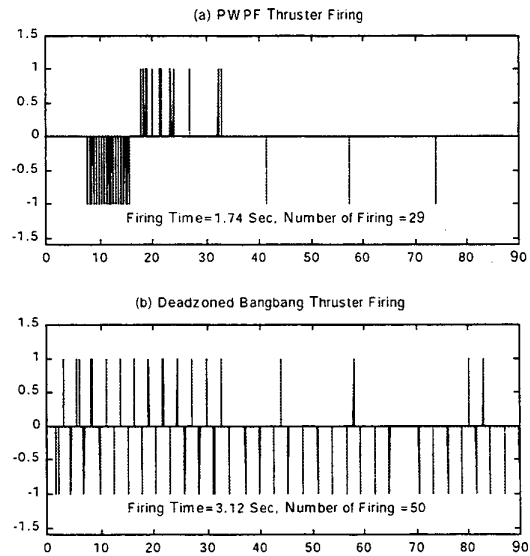 (a) PWPF Thruster Firing
1.5
1
0.5
0
-0.5
-1
-1.5
Firing Time=1.74 Sec, Number of Firing =29
10 20 30 40 50 60 70 80 90
(b) Deadzoned Bangbang Thruster Firing
1.5
1
0.5
0
-0.5
-1
-1.5
Firing Time=3.12 Sec, Number of Firing =50
0 10 20 30 40 50 60 70 80 90